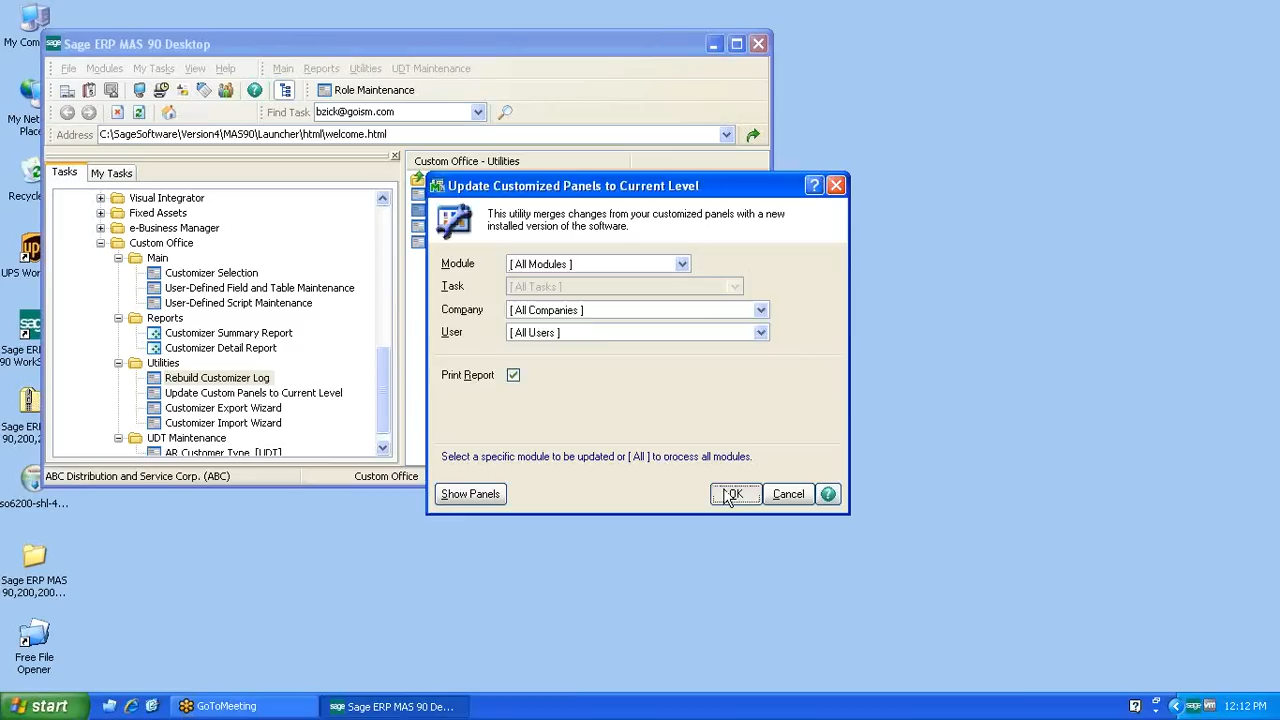 My Com
Sage ERP MAS 90 Desktop
File Modules My Tasks View Help Main Reports Utilities UDT Maintenance
Role Maintenance
Find Task bzick@goism.com
Address C:\SageSoftware\Version4\MAS90\Launcher\html\welcome.html
My Net
Place
Tasks My Tasks
Custom Office - Utilities
Recycle
Visual Integrator
Fixed Assets
e-Business Manager
Custom Office
Main
Customizer Selection
User-Defined Field and Table Maintenance
User-Defined Script Maintenance
Reports
Customizer Summary Report
Customizer Detail Report
Utilities
Rebuild Customizer Log
Update Custom Panels to Current Level
Customizer Export Wizard
Customizer Import Wizard
UDT Maintenance
AR Customer Type [UDT]
ABC Distribution and Service Corp. (ABC) Custom Office
Update Customized Panels to Current Level
This utility merges changes from your customized panels with a new
installed version of the software.
Module [ All Modules ]
Task [ All Tasks ]
Company [ All Companies ]
User [ All Users ]
Print Report
Select a specific module to be updated or [ All ] to process all modules.
Show Panels OK Cancel
UPS Work
sage
Sage ERP
90 WorkS
Sage ERP
90,200,20
so6200-shl-4...
Sage ERP MAS
90,200,200...
Free File
Opener
start GoToMeeting Sage ERP MAS 90 De... sage 12:12 PM